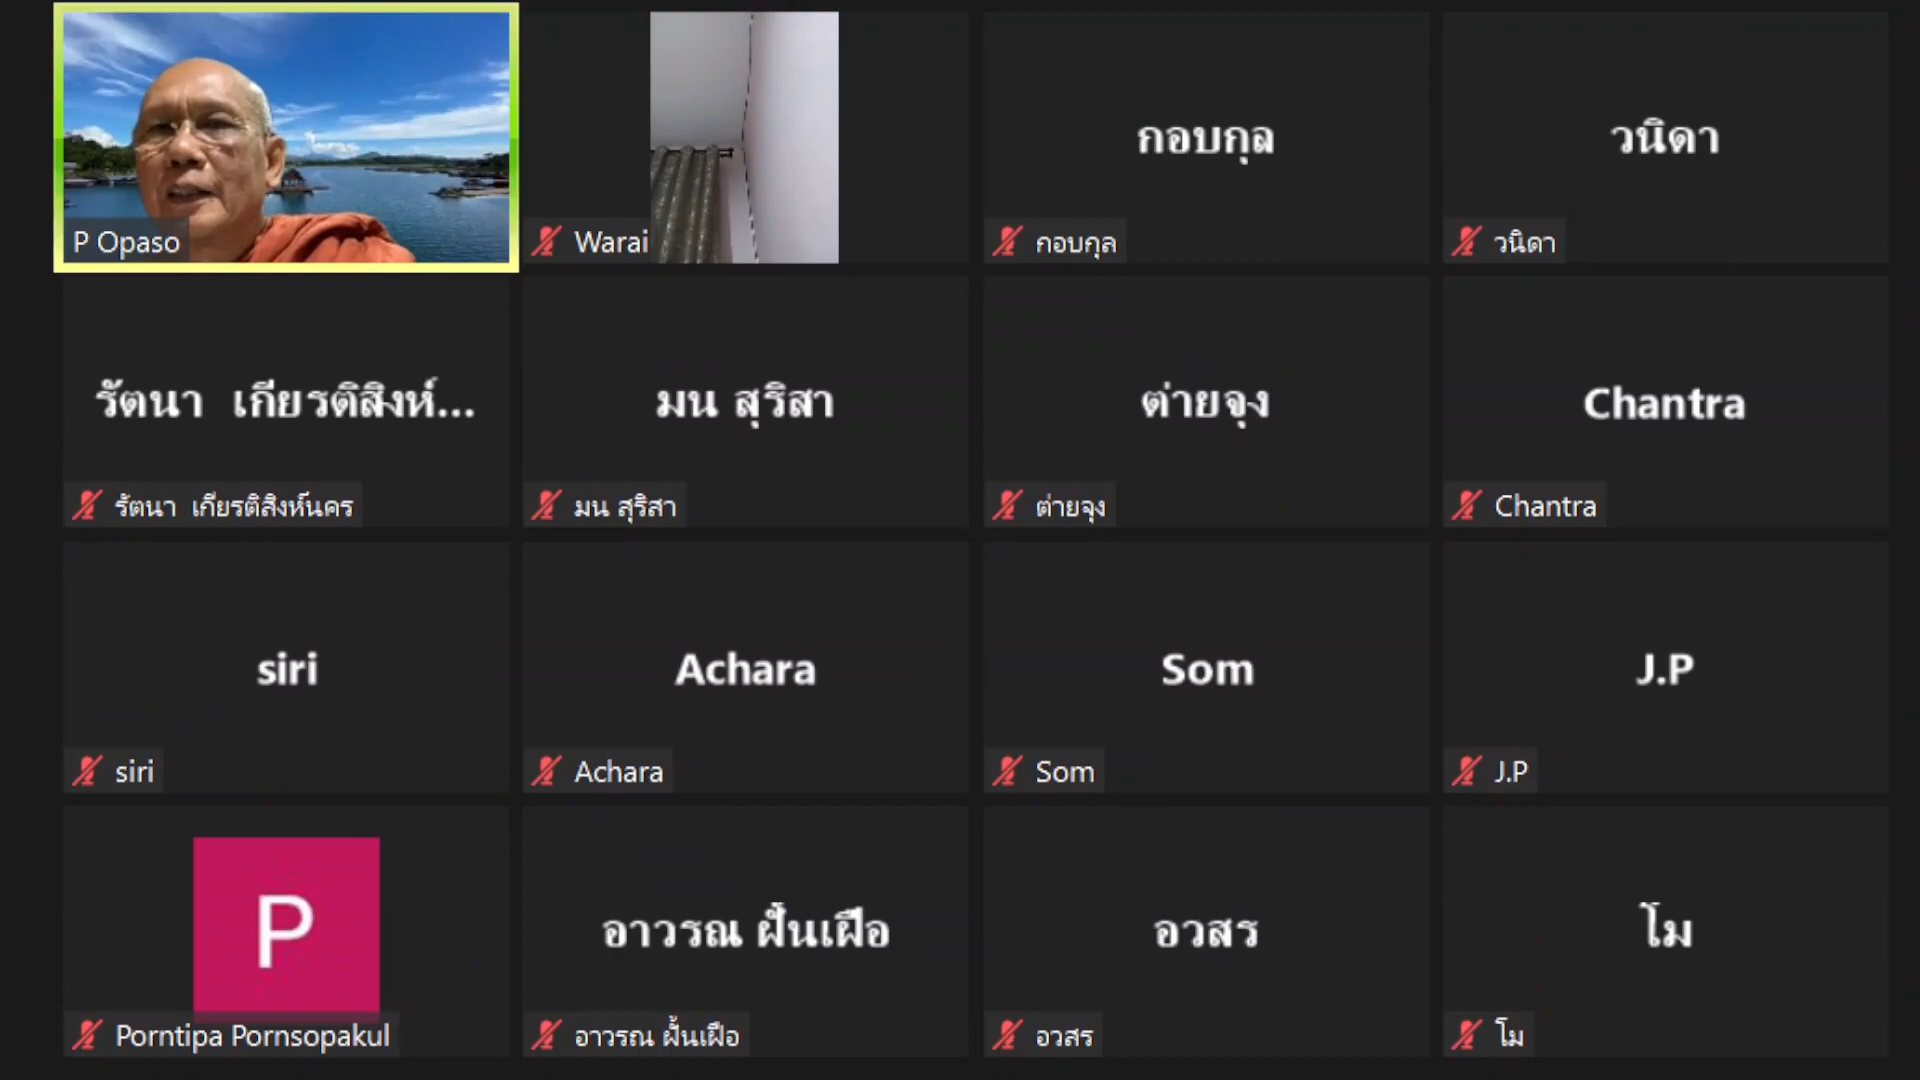 P Opaso
Warai
กอบกุล
กอบกุล
วนิดา
วนิดา
รัตนา เกียรติสิงห์...
รัตนา เกียรติสิงห์นคร
มน สุริสา
มน สุริสา
ต่ายจุง
ต่ายจุง
Chantra
Chantra
siri
siri
Achara
Achara
Som
Som
J.P
J.P
P
Porntipa Pornsopakul
อาวรณ ฝั้นเฝือ
อาวรณ ฝั้นเฝือ
อวสร
อวสร
โม
โม